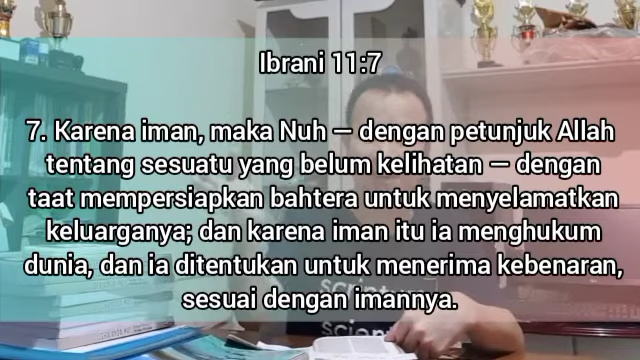 Ibrani 11:7
7. Karena iman, maka Nuh — dengan petunjuk Allah
tentang sesuatu yang belum kelihatan — dengan
taat mempersiapkan bahtera untuk menyelamatkan
keluarganya; dan karena iman itu ia menghukum
dunia, dan ia ditentukan untuk menerima kebenaran,
sesuai dengan imannya.